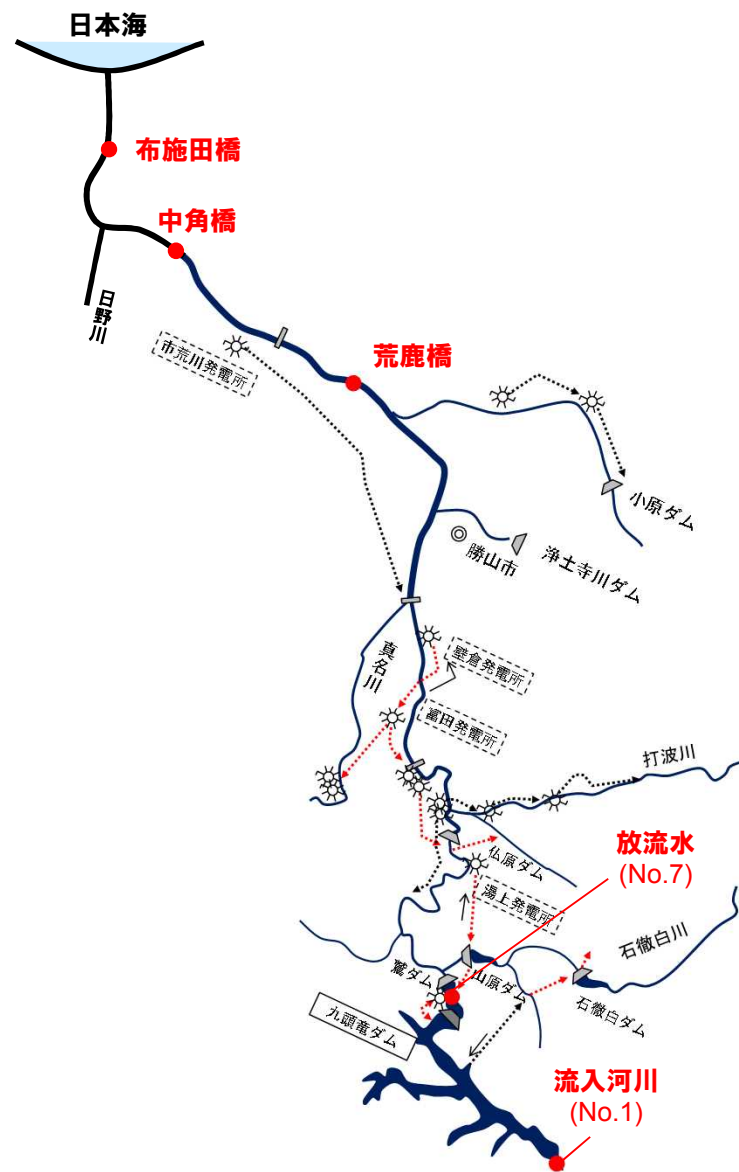 日本海
布施田橋
中角橋
日野川
市荒川発電所
荒鹿橋
小原ダム
勝山市
浄土寺川ダム
真名川
壁倉発電所
富田発電所
打波川
仏原ダム
放流水
(No.7)
湯上発電所
石徹白川
鷲ダム
山原ダム
石徹白ダム
九頭竜ダム
流入河川
(No.1)